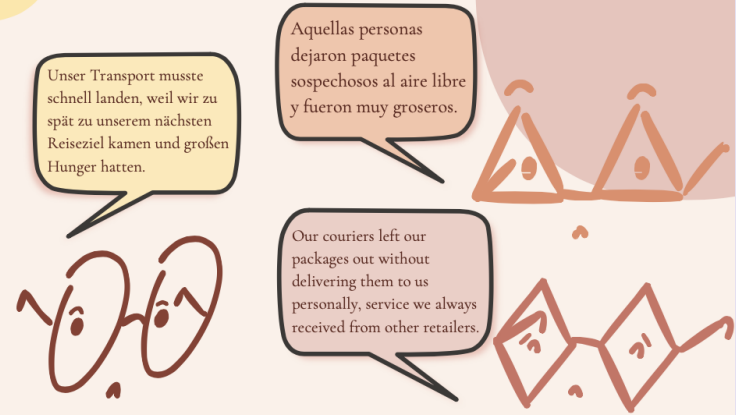 Unser Transport musste
schnell landen, weil wir zu
spät zu unserem nächsten
Reiseziel kamen und großen
Hunger hatten.
Aquellas personas
dejaron paquetes
sospechosos al aire libre
y fueron muy groseros.
Our couriers left our
packages out without
delivering them to us
personally, service we always
received from other retailers.